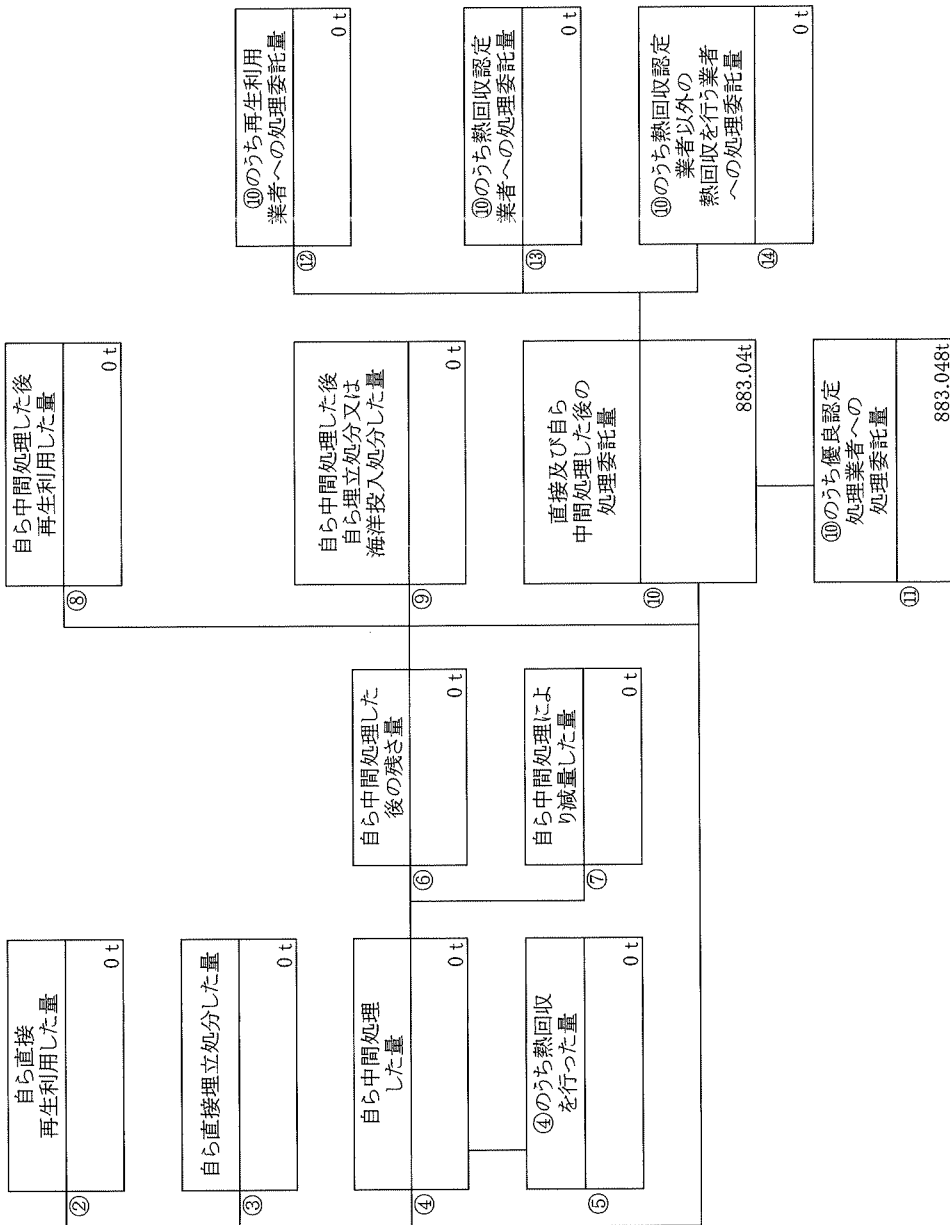 ②
自ら直接
再生利用した量
0 t
③
自ら直接埋立処分した量
0 t
④
自ら中間処理
した量
0 t
⑤
④のうち熱回収
を行った量
0 t
⑥
自ら中間処理した
後の残さ量
0 t
⑦
自ら中間処理によ
り減量した量
0 t
⑧
自ら中間処理した後
再生利用した量
0 t
⑨
自ら中間処理した後
自ら埋立処分又は
海洋投入処分した量
0 t
⑩
直接及び自ら
中間処理した後の
処理委託量
883.04t
⑪
⑩のうち優良認定
処理業者への
処理委託量
883.048t
⑫
⑩のうち再生利用
業者への処理委託量
0 t
⑬
⑩のうち熱回収認定
業者への処理委託量
0 t
⑭
⑩のうち熱回収認定
業者以外の
熱回収を行う業者
への処理委託量
0 t